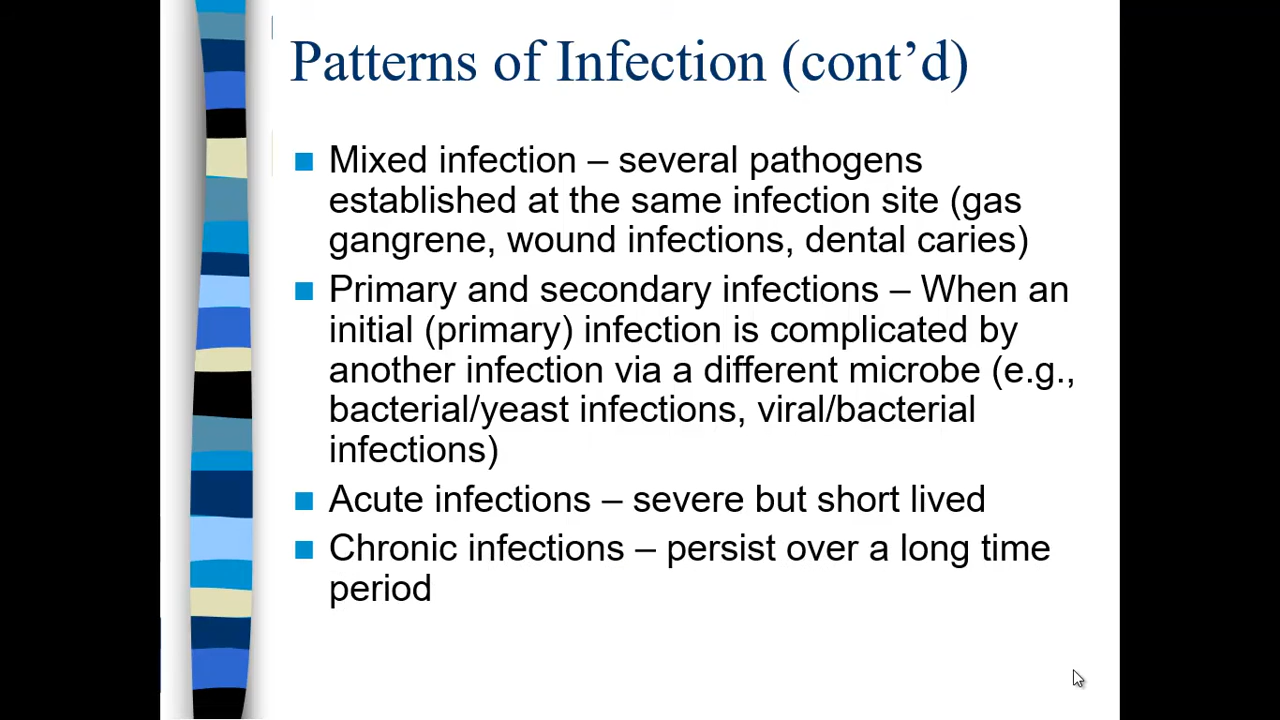 Patterns of Infection (cont’d)
Mixed infection – several pathogens
established at the same infection site (gas
gangrene, wound infections, dental caries)
Primary and secondary infections – When an
initial (primary) infection is complicated by
another infection via a different microbe (e.g.,
bacterial/yeast infections, viral/bacterial
infections)
Acute infections – severe but short lived
Chronic infections – persist over a long time
period